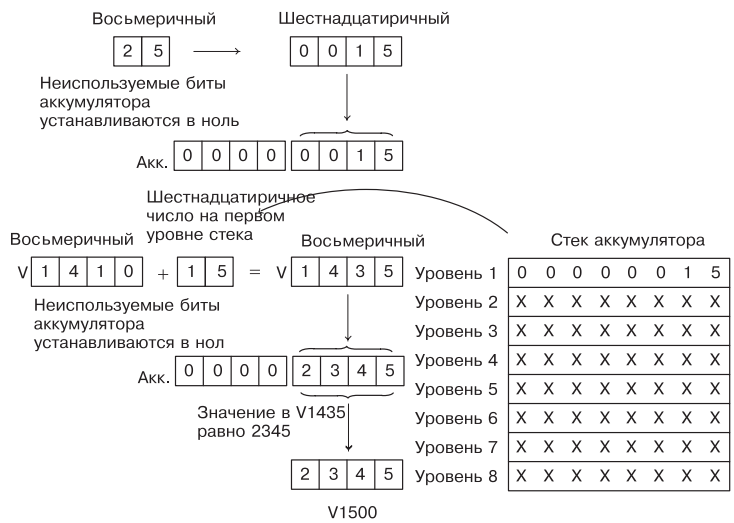 Восьмеричный Шестнадцатиричный
2 5 0 0 1 5
Неиспользуемые биты
аккумулятора
устанавливаются в ноль
Акк. 0 0 0 0 0 0 1 5
Шестнадцатиричное
число на первом
уровне стека
Восьмеричный Восьмеричный Стек аккумулятора
V 1 4 1 0 + 1 5 = V 1 4 3 5 Уровень 1 0 0 0 0 0 0 1 5
Уровень 2 X X X X X X X X
Неиспользуемые биты
аккумулятора
устанавливаются в нол
Уровень 3 X X X X X X X X
Уровень 4 X X X X X X X X
Акк. 0 0 0 0 2 3 4 5
Уровень 5 X X X X X X X X
Значение в V1435
равно 2345
Уровень 6 X X X X X X X X
Уровень 7 X X X X X X X X
2 3 4 5 Уровень 8 X X X X X X X X
V1500